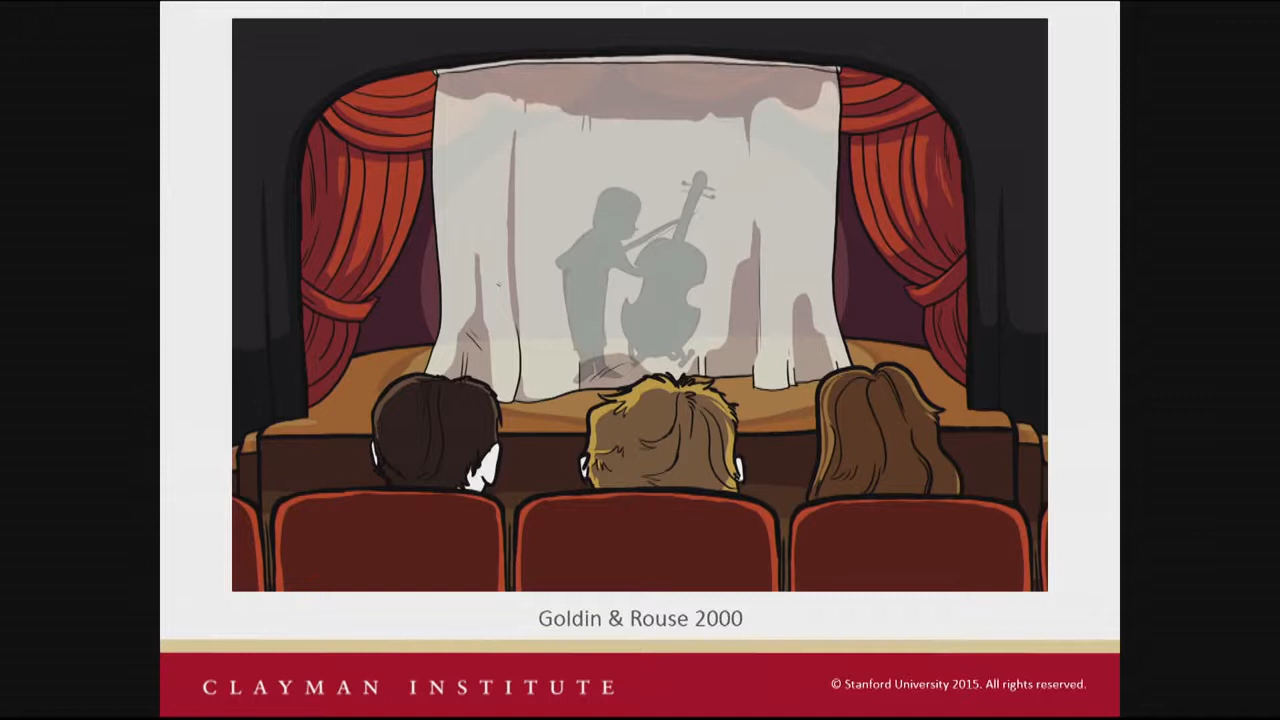 Goldin & Rouse 2000
CLAYMAN INSTITUTE
© Stanford University 2015. All rights reserved.